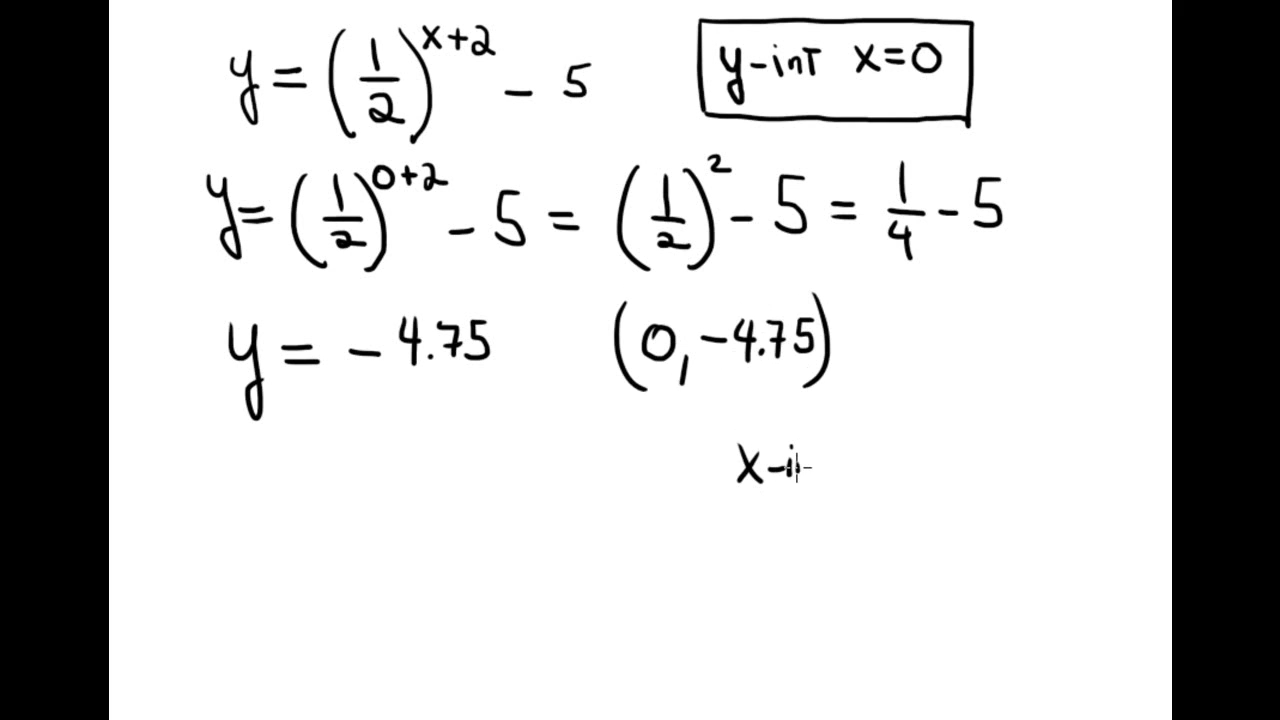 y = (1/2)^(x+2) - 5 y-int x=0
y = (1/2)^(0+2) - 5 = (1/2)^2 - 5 = 1/4 - 5
y = -4.75 (0, -4.75)
x-i